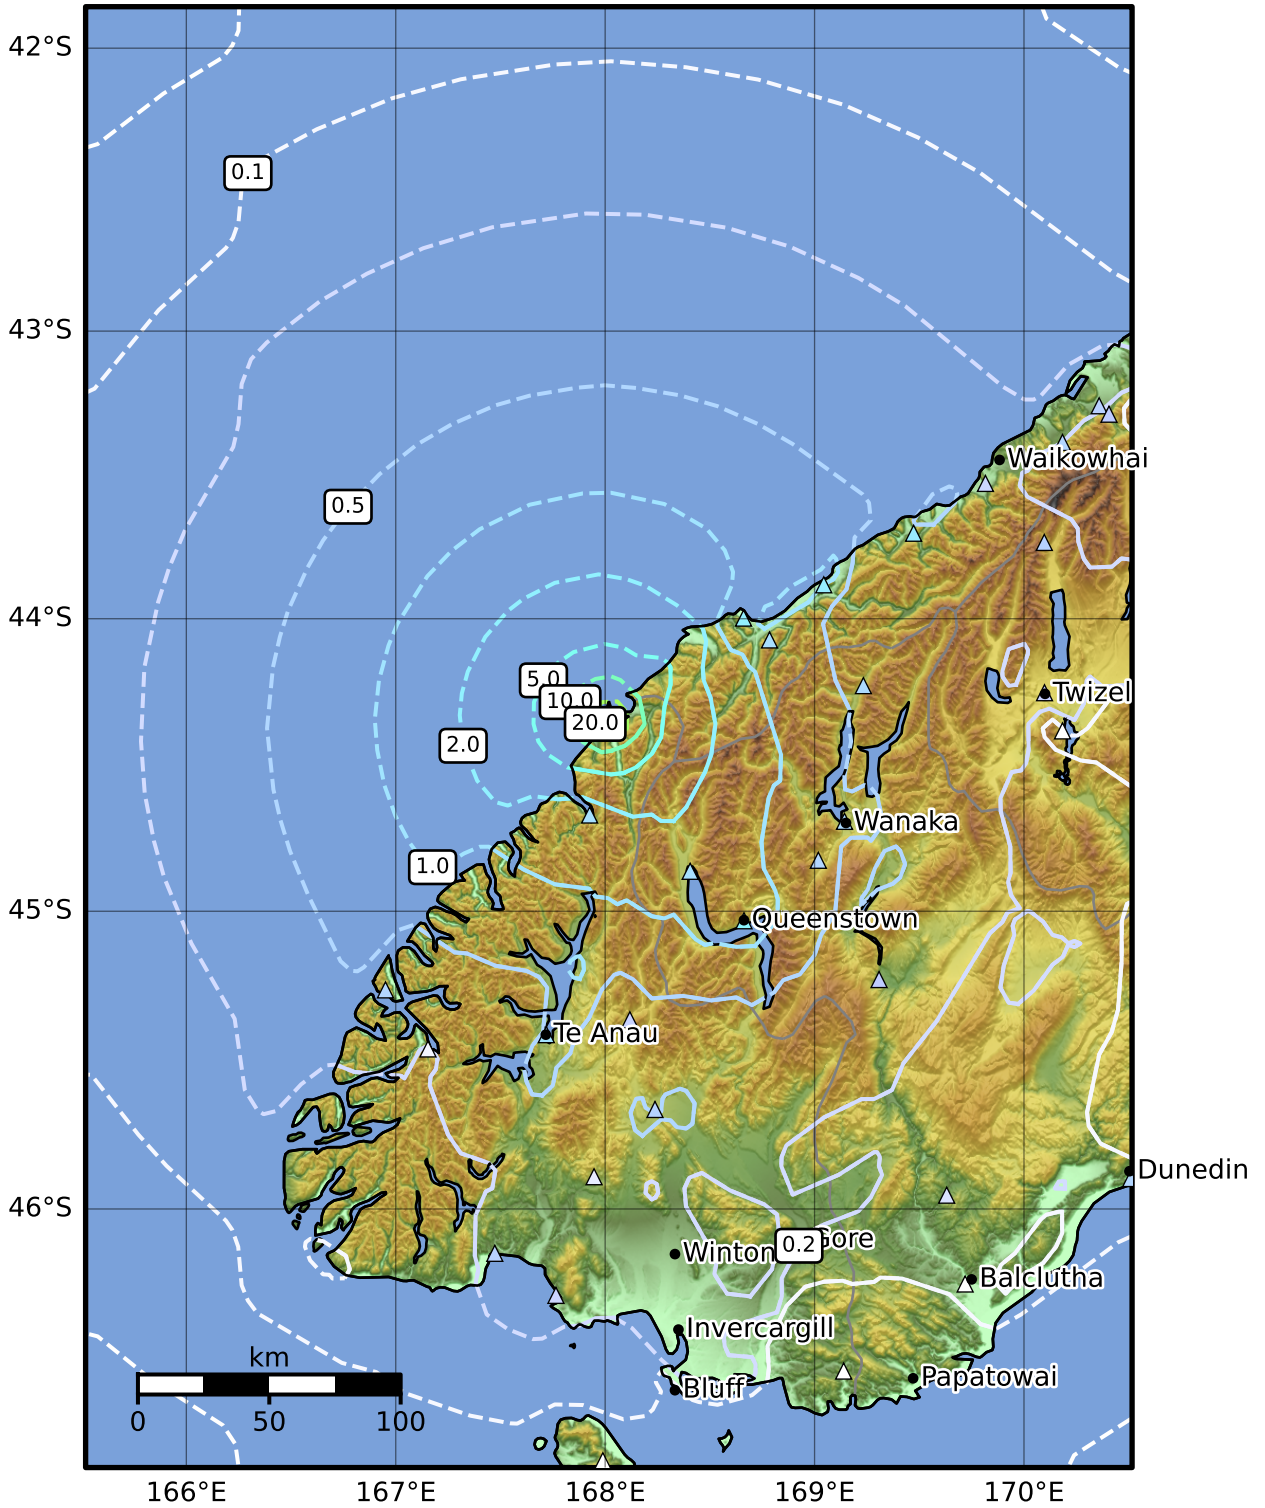 42°S
0.1
43°S
Waikowhai
0.5
44°S
5.0
10.0
20.0
Twizel
2.0
Wanaka
1.0
45°S
Queenstown
Te Anau
Dunedin
46°S
Winton
0.2
Gore
Balclutha
Invercargill
km
Papatowai
Bluff
0 50 100
166°E 167°E 168°E 169°E 170°E